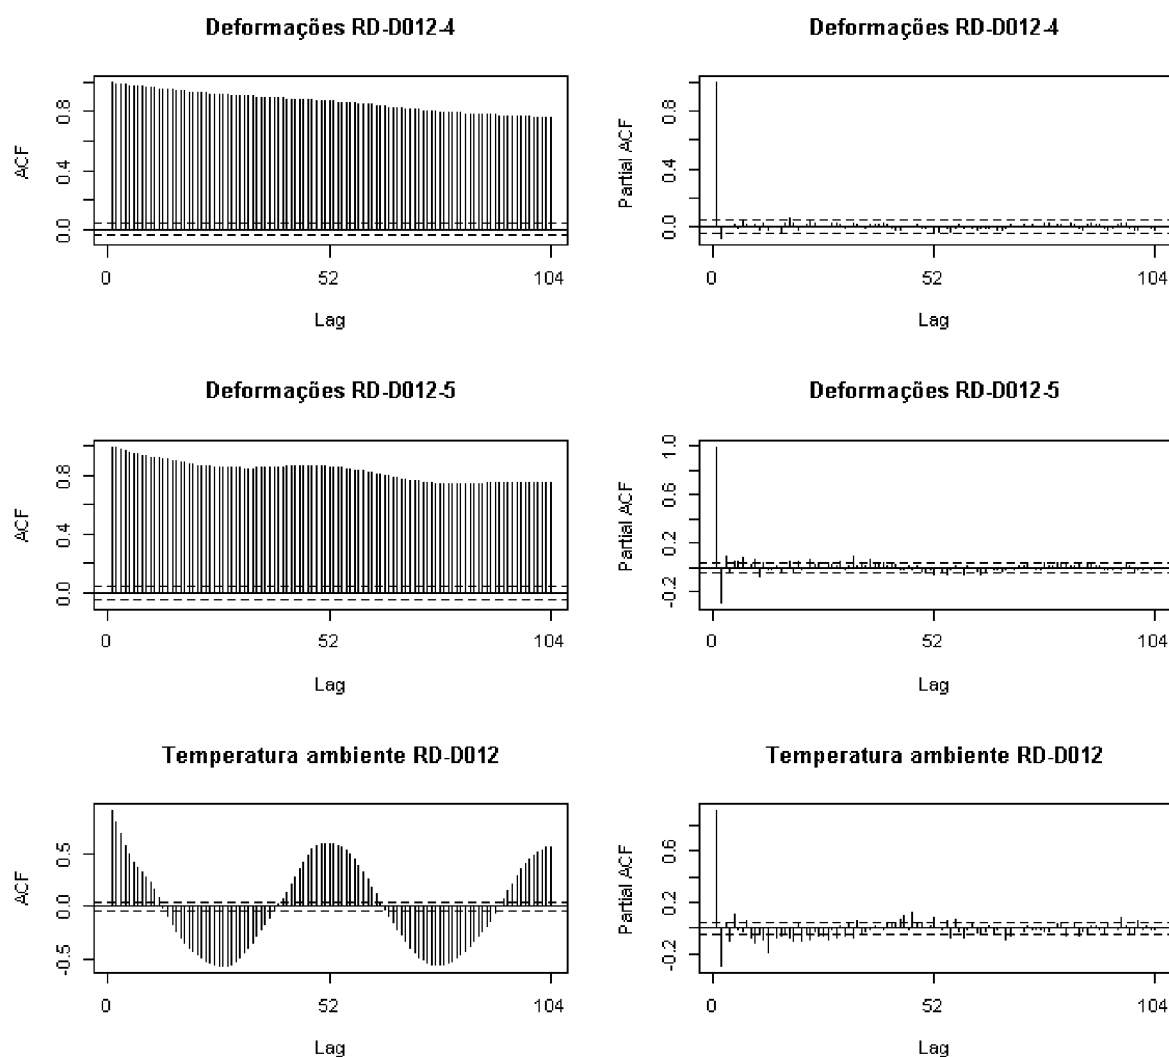 Deformações RD-D012-4
Deformações RD-D012-4
ACF
0.0 0.4 0.8
0 52 104
Lag
Partial ACF
0.0 0.4 0.8
0 52 104
Lag
Deformações RD-D012-5
Deformações RD-D012-5
ACF
0.0 0.4 0.8
0 52 104
Lag
Partial ACF
-0.2 0.2 0.6 1.0
0 52 104
Lag
Temperatura ambiente RD-D012
Temperatura ambiente RD-D012
ACF
-0.5 0.0 0.5
0 52 104
Lag
Partial ACF
-0.2 0.2 0.6
0 52 104
Lag